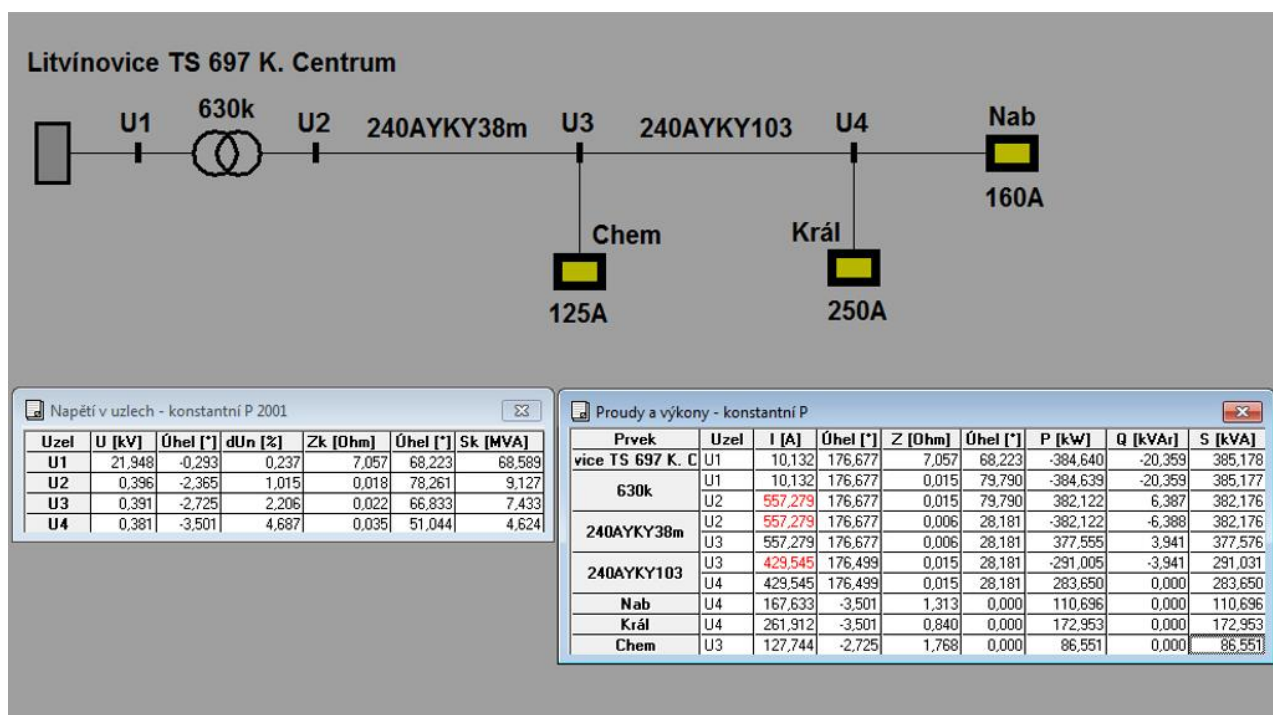 Litvínovice TS 697 K. Centrum
U1 630k U2 240AYKY38m U3 240AYKY103 U4 Nab
160A
Chem Král
125A 250A
Napětí v uzlech - konstantní P 2001
Uzel U [kV] Úhel [°] dUn [%] Zk [Ohm] Úhel [°] Sk [MVA]
U1 21,948 -0,293 0,237 7,057 68,223 68,589
U2 0,396 -2,365 1,015 0,018 78,261 9,127
U3 0,391 -2,725 2,206 0,022 66,833 7,433
U4 0,381 -3,501 4,687 0,035 51,044 4,624
Proudy a výkony - konstantní P
Prvek Uzel I [A] Úhel [°] Z [Ohm] Úhel [°] P [kW] Q [kVAr] S [kVA]
vice TS 697 K. C U1 10,132 176,677 7,057 68,223 -384,640 -20,359 385,178
630k U1 10,132 176,677 0,015 79,790 -384,639 -20,359 385,177
U2 557,279 176,677 0,015 79,790 382,122 6,387 382,176
240AYKY38m U2 557,279 176,677 0,006 28,181 -382,122 -6,388 382,176
U3 557,279 176,677 0,006 28,181 377,555 3,941 377,576
240AYKY103 U3 429,545 176,499 0,015 28,181 -291,005 -3,941 291,031
U4 429,545 176,499 0,015 28,181 283,650 0,000 283,650
Nab U4 167,633 -3,501 1,313 0,000 110,696 0,000 110,696
Král U4 261,912 -3,501 0,840 0,000 172,953 0,000 172,953
Chem U3 127,744 -2,725 1,768 0,000 86,551 0,000 86,551